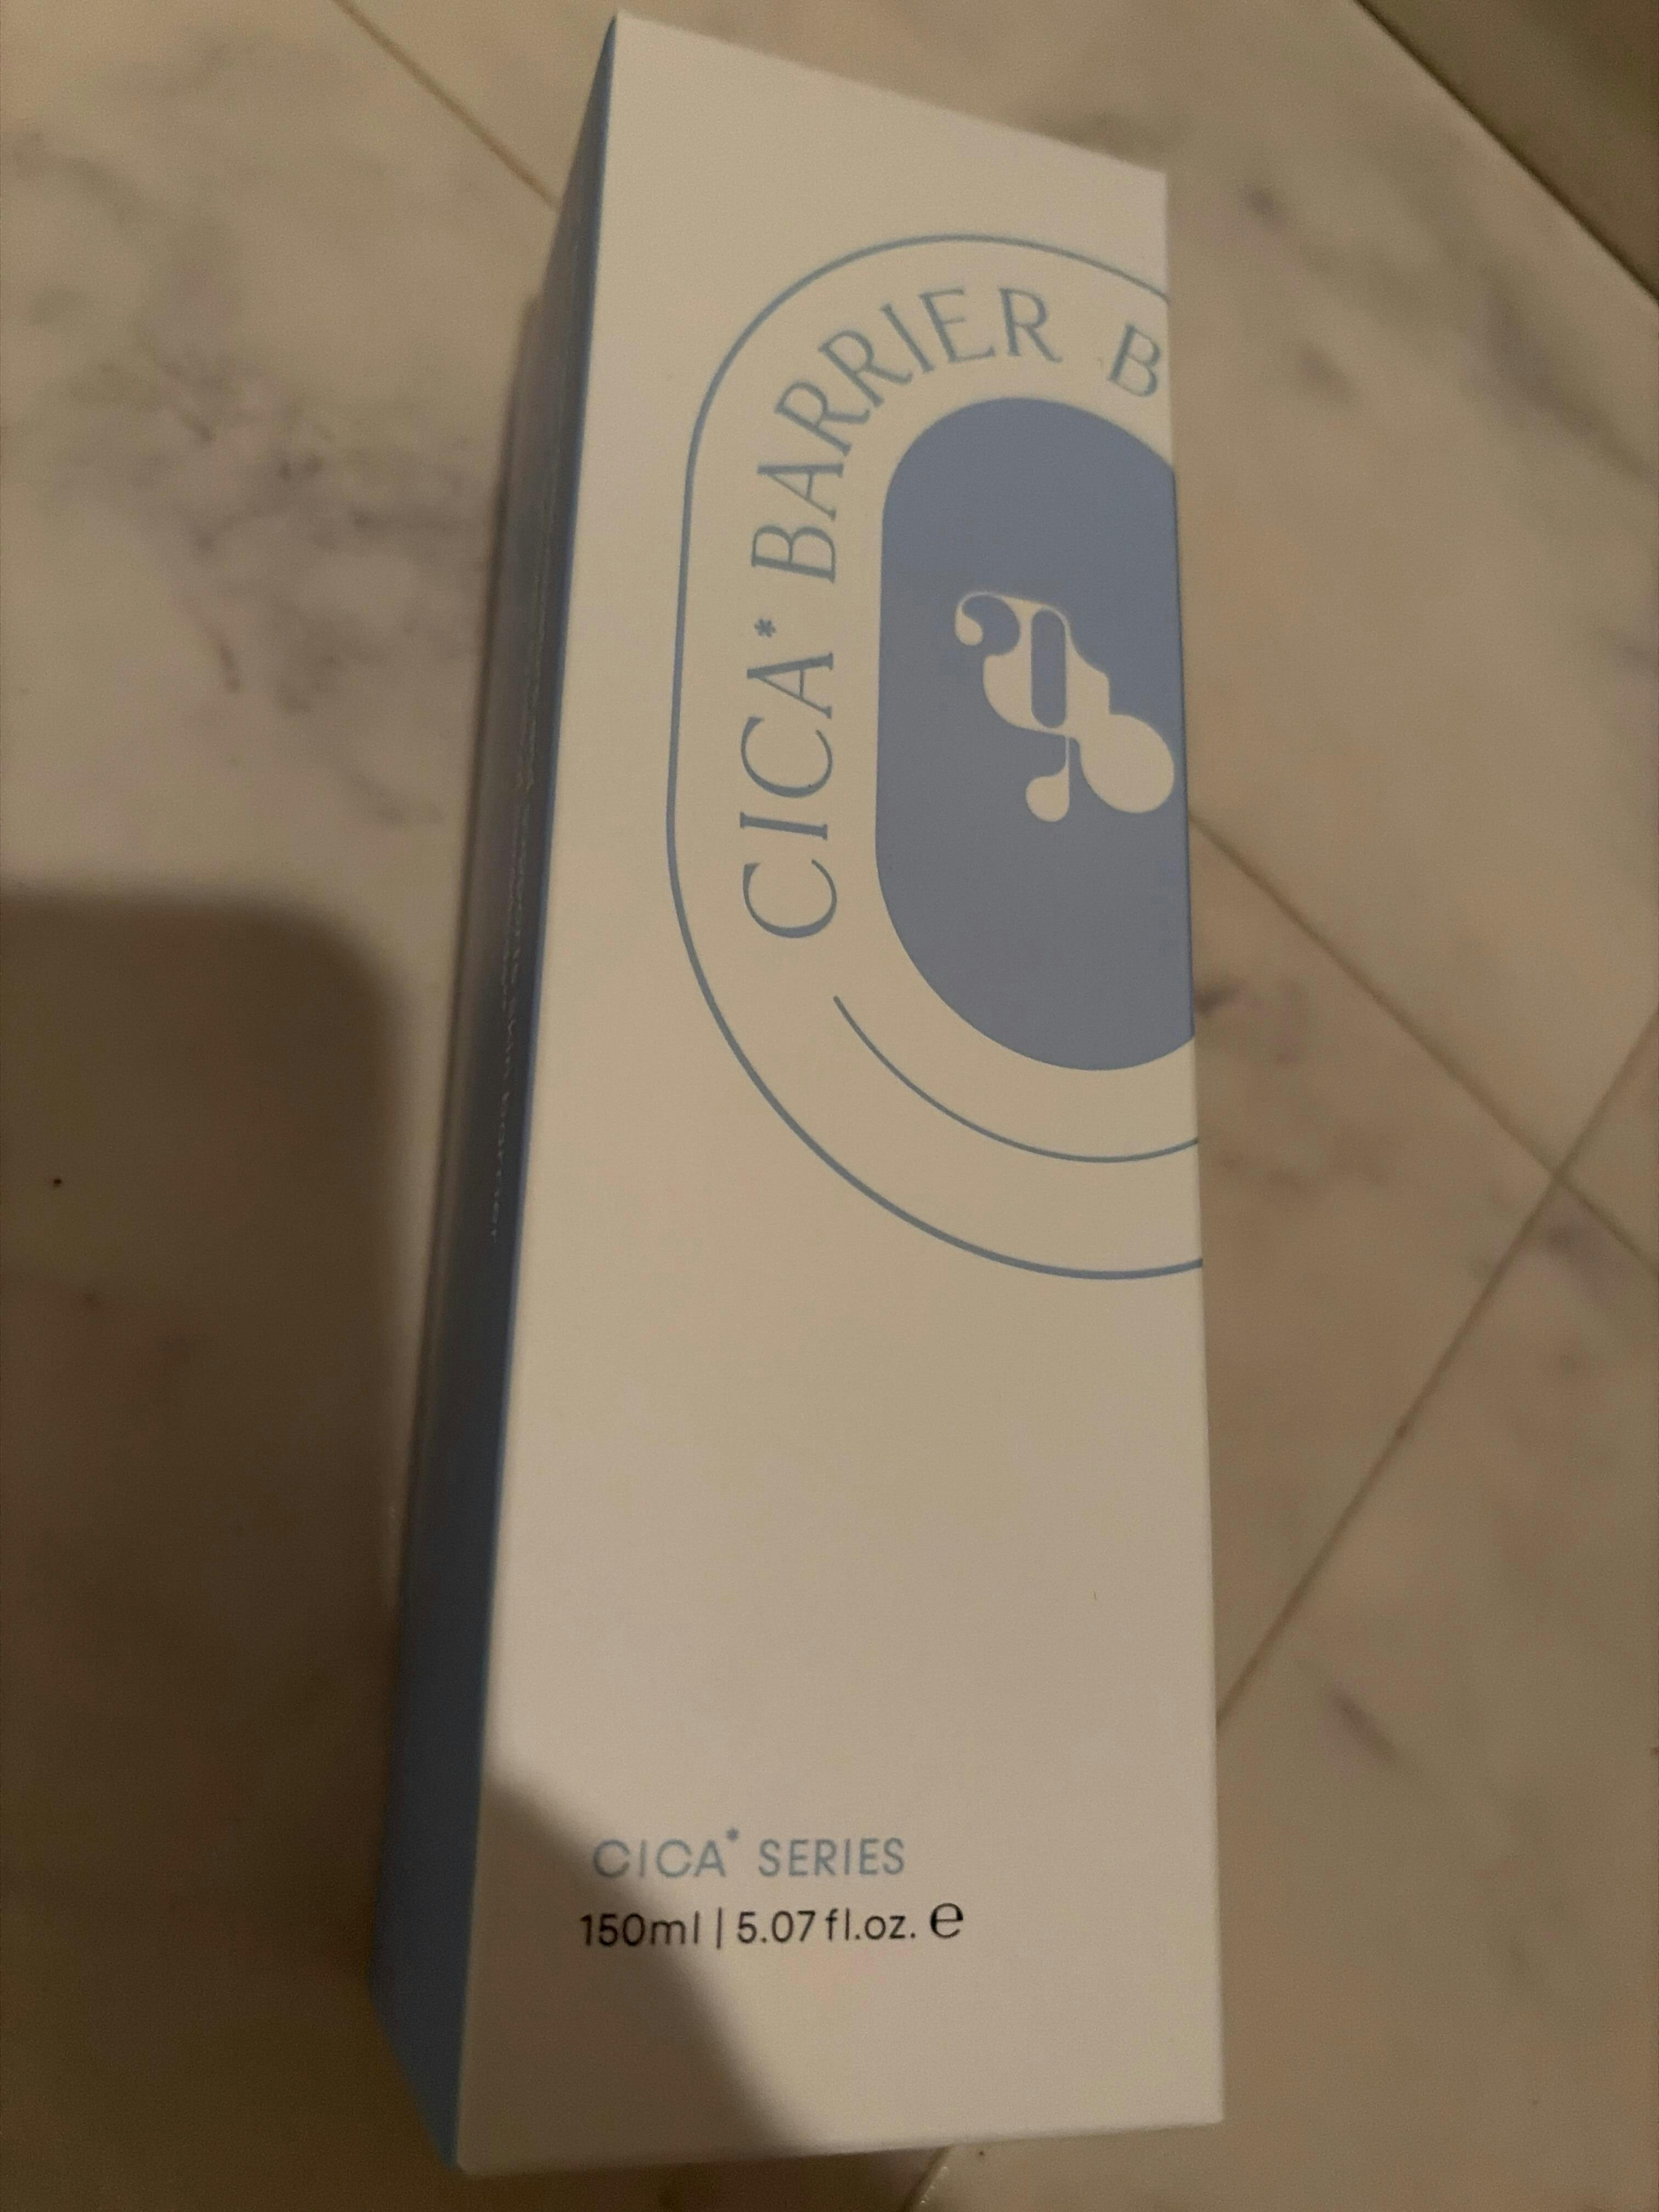 CICA* BARRIER B
CICA* SERIES
150ml | 5.07 fl.oz. e